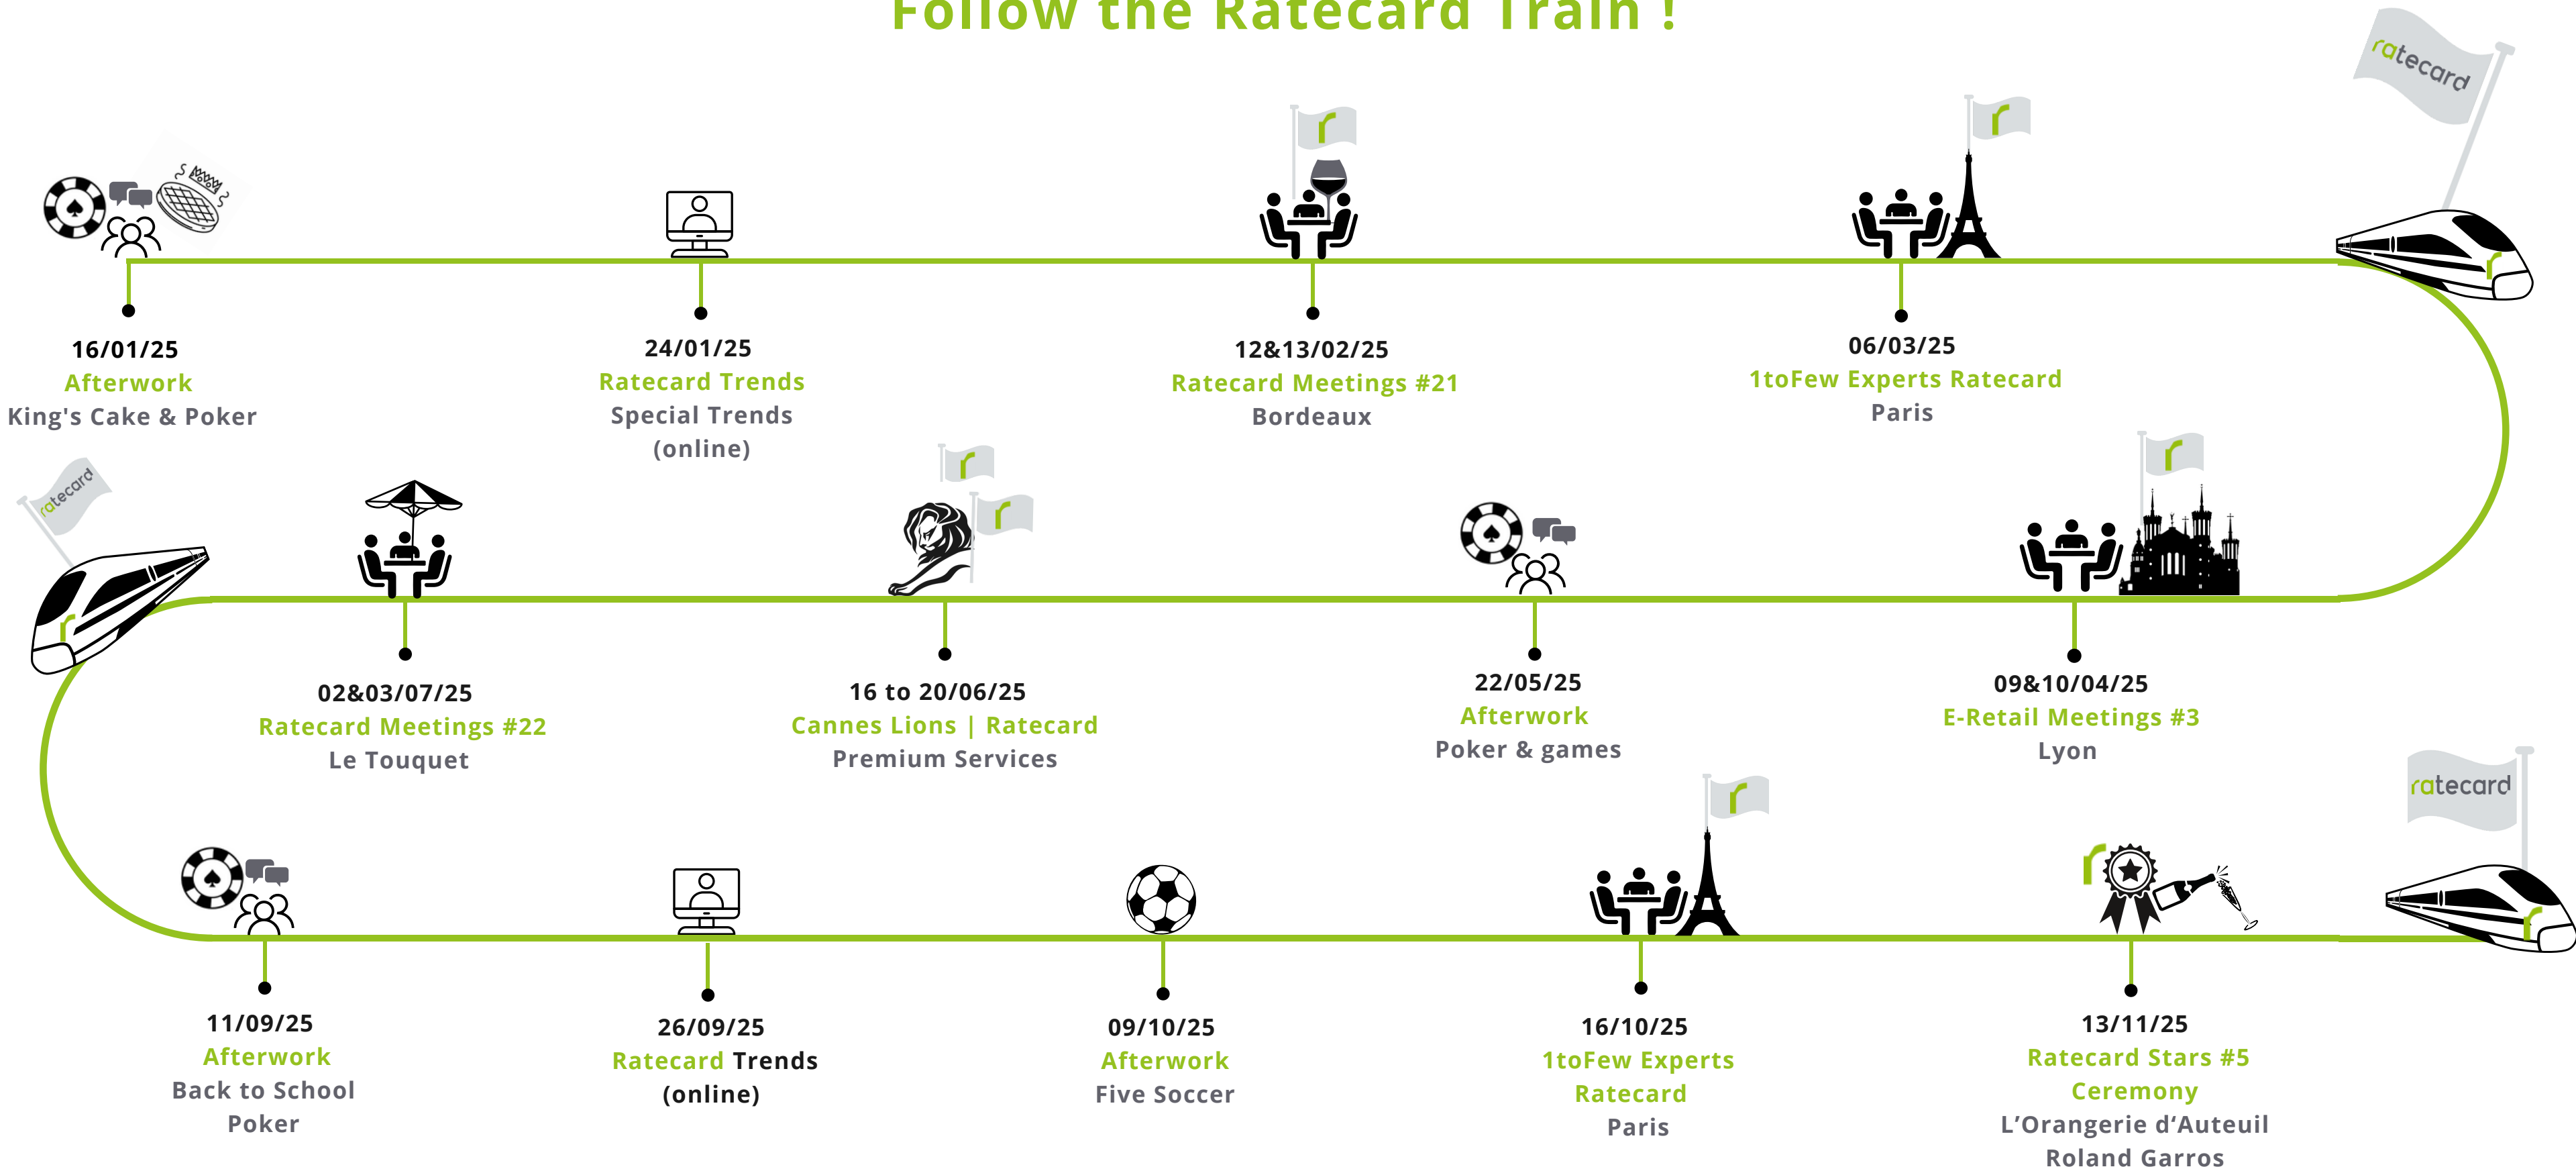 Follow the Ratecard Train !
ratecard
r
r
16/01/25
Afterwork
King's Cake & Poker
24/01/25
Ratecard Trends
Special Trends
(online)
12&13/02/25
Ratecard Meetings #21
Bordeaux
06/03/25
1toFew Experts Ratecard
Paris
r
ratecard
r
r
r
r
02&03/07/25
Ratecard Meetings #22
Le Touquet
16 to 20/06/25
Cannes Lions | Ratecard
Premium Services
22/05/25
Afterwork
Poker & games
09&10/04/25
E-Retail Meetings #3
Lyon
ratecard
r
r
r
11/09/25
Afterwork
Back to School
Poker
26/09/25
Ratecard Trends
(online)
09/10/25
Afterwork
Five Soccer
16/10/25
1toFew Experts
Ratecard
Paris
13/11/25
Ratecard Stars #5
Ceremony
L’Orangerie d‘Auteuil
Roland Garros